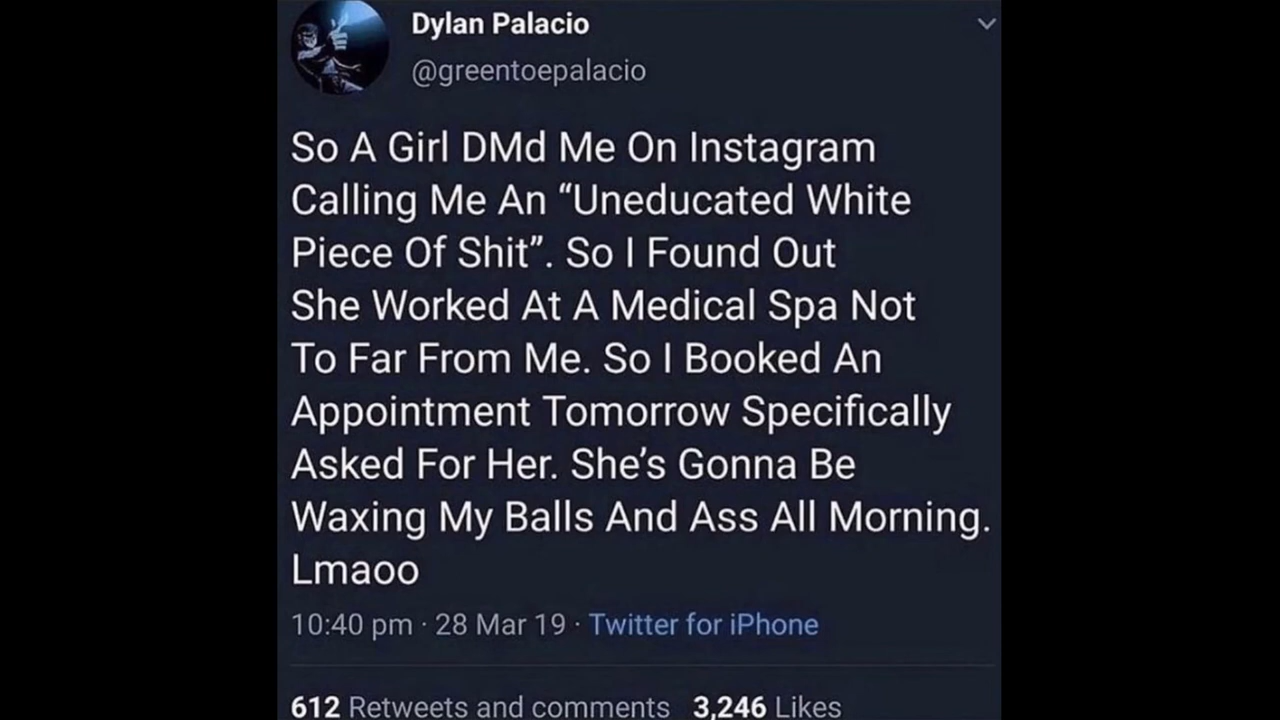 Dylan Palacio
@greentoepalacio
So A Girl DMd Me On Instagram
Calling Me An “Uneducated White
Piece Of Shit”. So I Found Out
She Worked At A Medical Spa Not
To Far From Me. So I Booked An
Appointment Tomorrow Specifically
Asked For Her. She’s Gonna Be
Waxing My Balls And Ass All Morning.
Lmaoo
10:40 pm · 28 Mar 19 · Twitter for iPhone
612 Retweets and comments 3,246 Likes